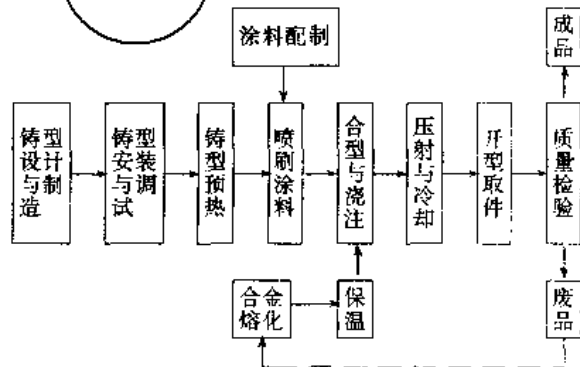 涂料配制
成品
铸型
设计
与制
造
铸型
安装
与调
试
铸型预热
喷刷涂料
合型与浇注
压射与冷却
开型取件
质量检验
合金
熔化
保温
废品